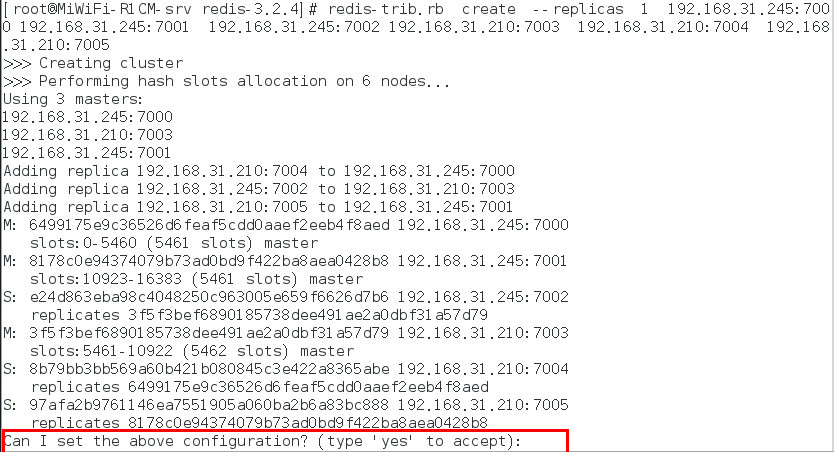 [root@MiWiFi-R1CM-srv redis-3.2.4]# redis-trib.rb  create  --replicas  1  192.168.31.245:700
0 192.168.31.245:7001  192.168.31.245:7002 192.168.31.210:7003  192.168.31.210:7004  192.168
.31.210:7005
>>> Creating cluster
>>> Performing hash slots allocation on 6 nodes...
Using 3 masters:
192.168.31.245:7000
192.168.31.210:7003
192.168.31.245:7001
Adding replica 192.168.31.210:7004 to 192.168.31.245:7000
Adding replica 192.168.31.245:7002 to 192.168.31.210:7003
Adding replica 192.168.31.210:7005 to 192.168.31.245:7001
M: 6499175e9c36526d6feaf5cdd0aaef2eeb4f8aed 192.168.31.245:7000
   slots:0-5460 (5461 slots) master
M: 8178c0e94374079b73ad0bd9f422ba8aea0428b8 192.168.31.245:7001
   slots:10923-16383 (5461 slots) master
S: e24d863eba98c4048250c963005e659f6626d7b6 192.168.31.245:7002
   replicates 3f5f3bef6890185738dee491ae2a0dbf31a57d79
M: 3f5f3bef6890185738dee491ae2a0dbf31a57d79 192.168.31.210:7003
   slots:5461-10922 (5462 slots) master
S: 8b79bb3bb569a60b421b080845c3e422a8365abe 192.168.31.210:7004
   replicates 6499175e9c36526d6feaf5cdd0aaef2eeb4f8aed
S: 97afa2b9761146ea7551905a060ba2b6a83bc888 192.168.31.210:7005
   replicates 8178c0e94374079b73ad0bd9f422ba8aea0428b8
Can I set the above configuration? (type 'yes' to accept):